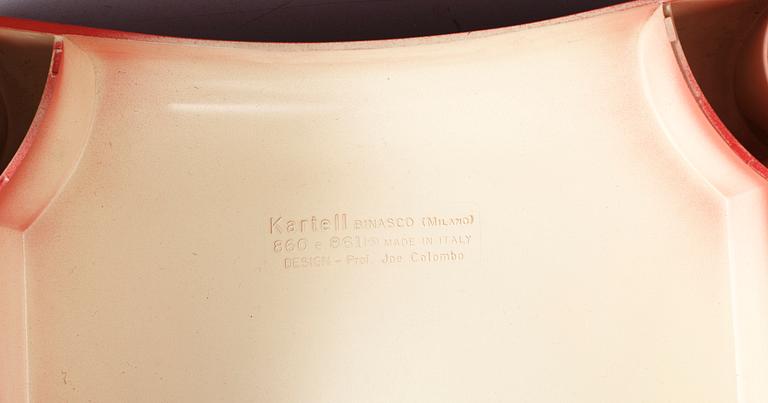 Kartell BINASCO (MILANO)
860 e 861 MADE IN ITALY
DESIGN - Prof. Joe Colombo